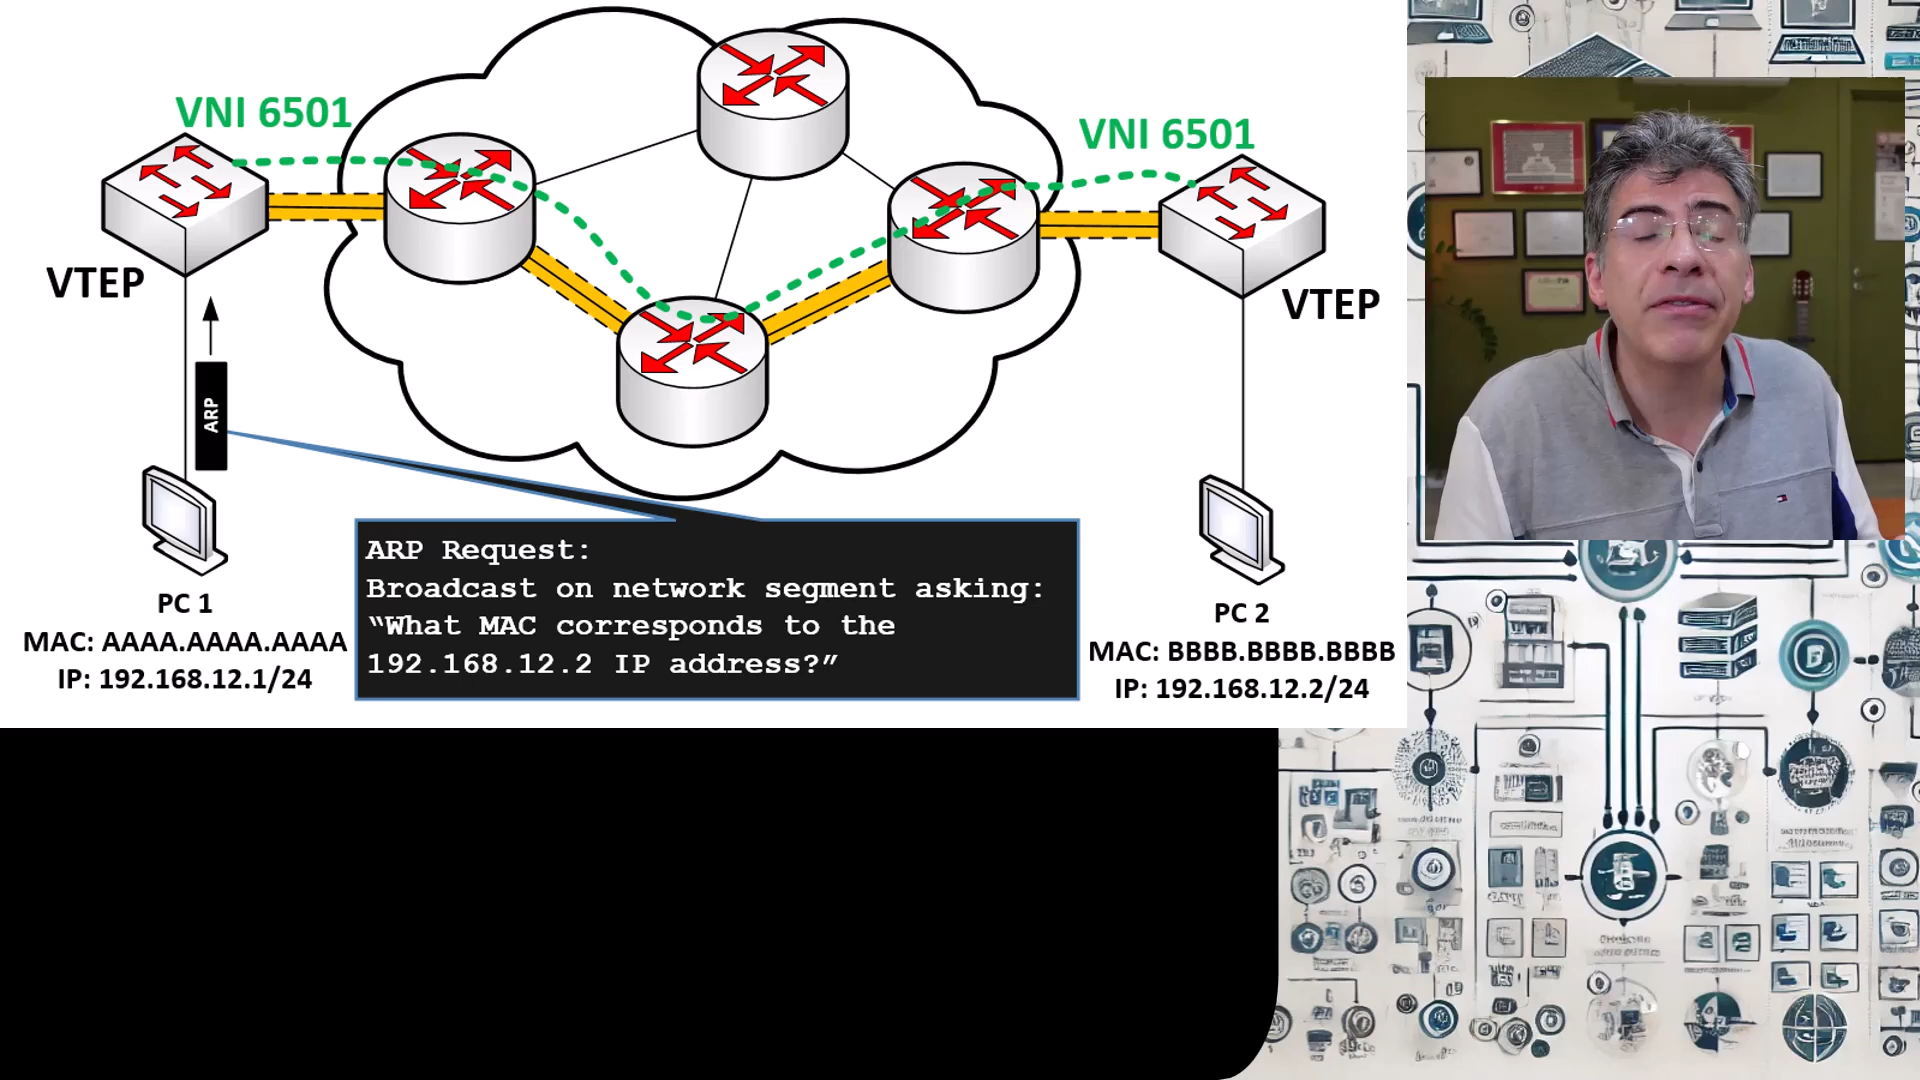 VNI 6501
VNI 6501
VTEP
VTEP
ARP
ARP Request:
Broadcast on network segment asking:
“What MAC corresponds to the
192.168.12.2 IP address?”
PC 1
MAC: AAAA.AAAA.AAAA
IP: 192.168.12.1/24
PC 2
MAC: BBBB.BBBB.BBBB
IP: 192.168.12.2/24